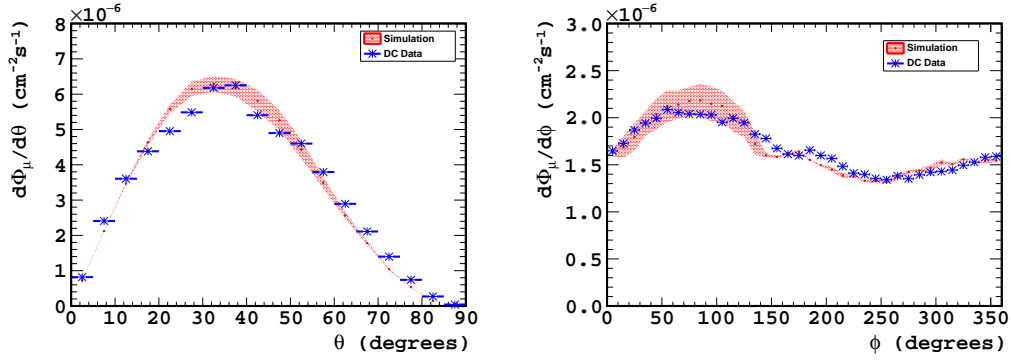 ×10⁻⁶
dΦμ/dθ (cm⁻²s⁻¹)
8
7
6
5
4
3
2
1
0
Simulation
DC Data
0 10 20 30 40 50 60 70 80 90
θ (degrees)
×10⁻⁶
dΦμ/dϕ (cm⁻²s⁻¹)
3.0
2.5
2.0
1.5
1.0
0.5
0.0
Simulation
DC Data
0 50 100 150 200 250 300 350
ϕ (degrees)